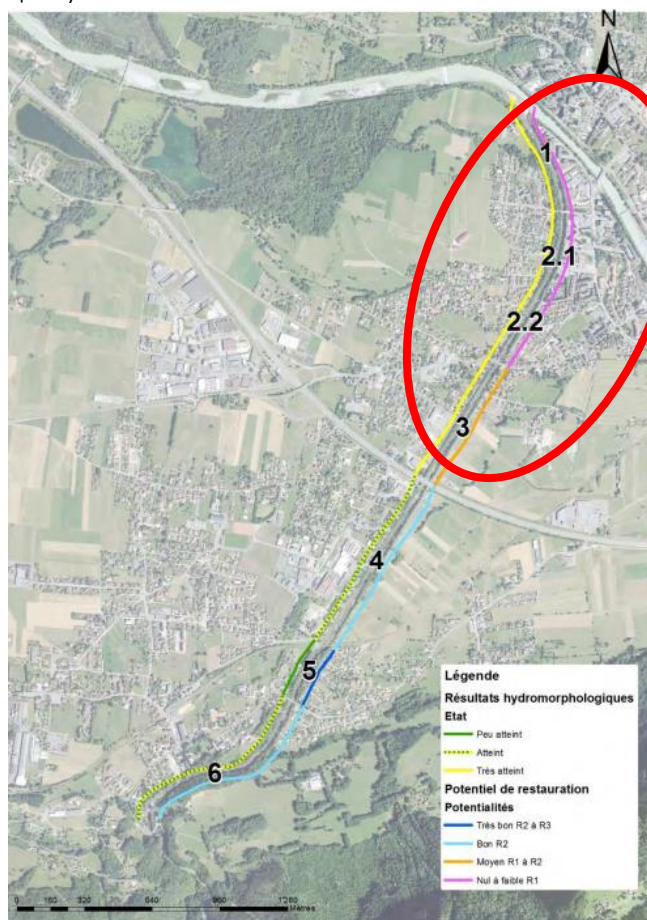 N
1
2.1
2.2
3
4
5
6
Légende
Résultats hydromorphologiques
Etat
Peu atteint
Atteint
Très atteint
Potentiel de restauration
Potentialités
Très bon R2 à R3
Bon R2
Moyen R1 à R2
Nul à faible R1
0 160 320 640 960 1280
Mètres